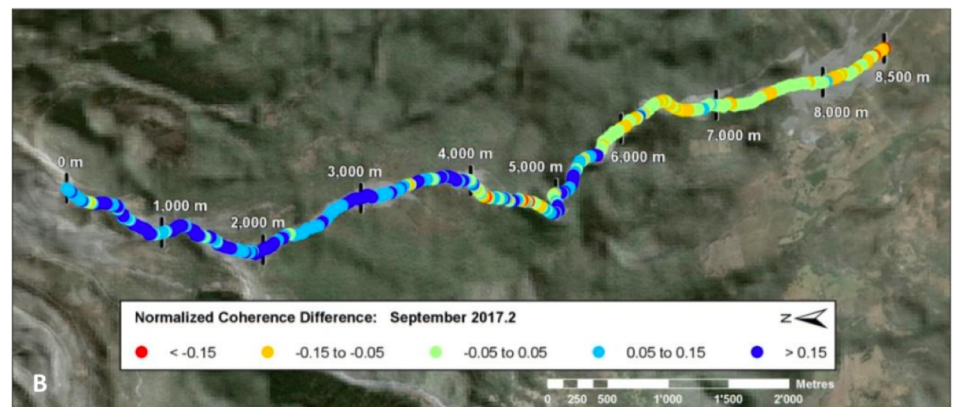 0 m
1,000 m
2,000 m
3,000 m
4,000 m
5,000 m
6,000 m
7,000 m
8,000 m
8,500 m
Normalized Coherence Difference: September 2017.2
N
< -0.15 -0.15 to -0.05 -0.05 to 0.05 0.05 to 0.15 > 0.15
B
Metres
0 250 500 1'000 1'500 2'000